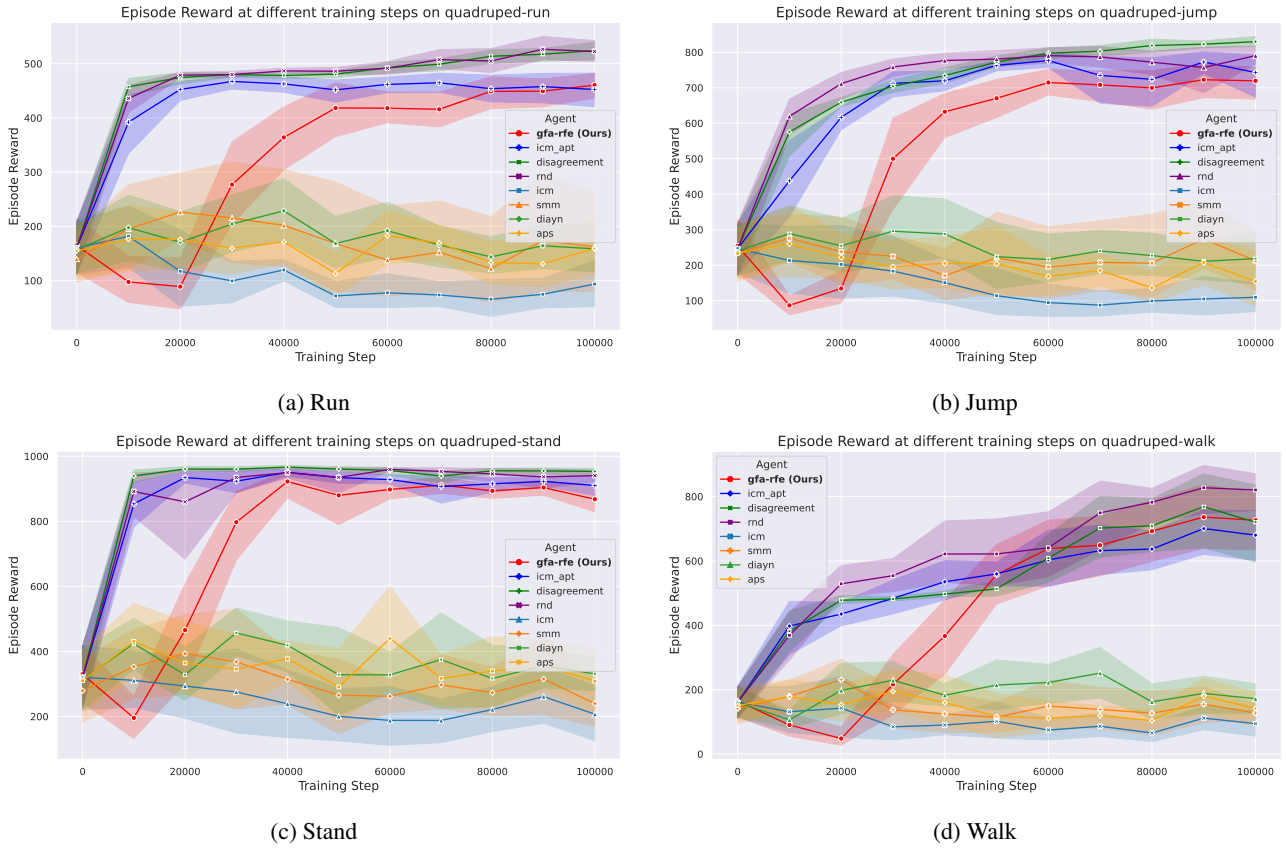 Episode Reward at different training steps on quadruped-run
Episode Reward
500
400
300
200
100
0
20000
40000
60000
80000
100000
Training Step
Agent
gfa-rfe (Ours)
icm_apt
disagreement
rnd
icm
smm
diayn
aps
(a) Run
Episode Reward at different training steps on quadruped-jump
Episode Reward
800
700
600
500
400
300
200
100
0
20000
40000
60000
80000
100000
Training Step
Agent
gfa-rfe (Ours)
icm_apt
disagreement
rnd
icm
smm
diayn
aps
(b) Jump
Episode Reward at different training steps on quadruped-stand
Episode Reward
1000
800
600
400
200
0
20000
40000
60000
80000
100000
Training Step
Agent
gfa-rfe (Ours)
icm_apt
disagreement
rnd
icm
smm
diayn
aps
(c) Stand
Episode Reward at different training steps on quadruped-walk
Episode Reward
800
600
400
200
0
0
20000
40000
60000
80000
100000
Training Step
Agent
gfa-rfe (Ours)
icm_apt
disagreement
rnd
icm
smm
diayn
aps
(d) Walk